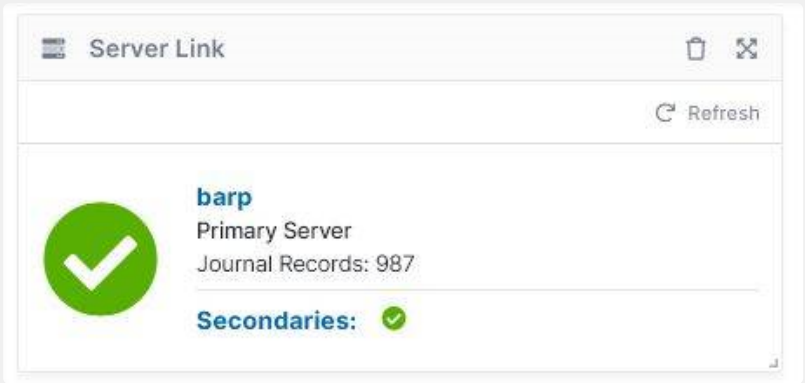 Server Link
Refresh
barp
Primary Server
Journal Records: 987
Secondaries: